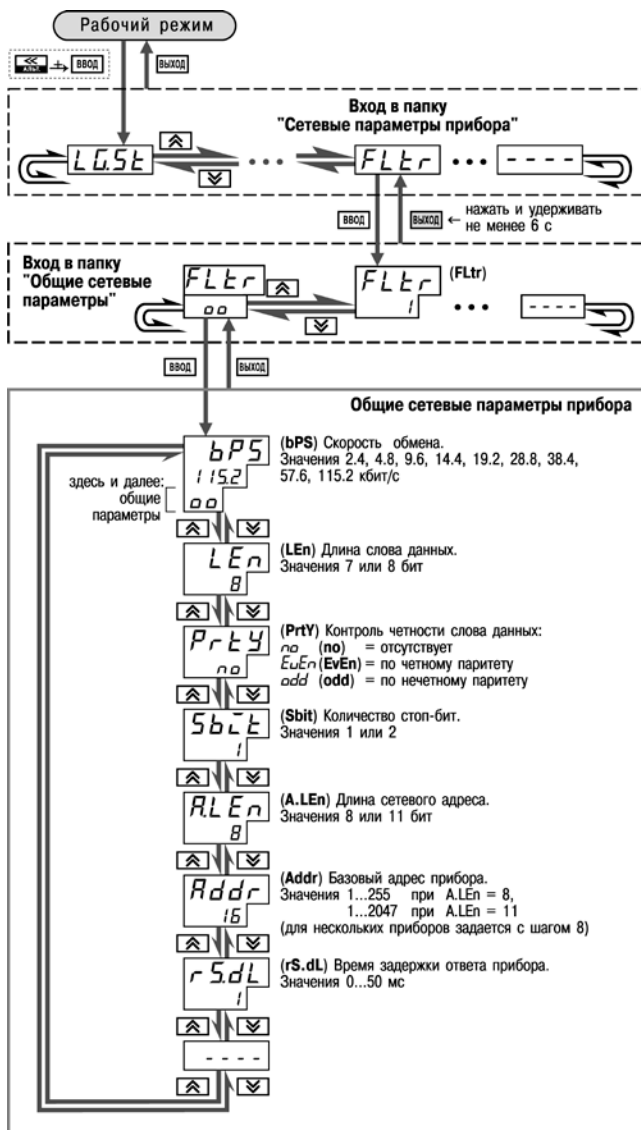 Рабочий режим
≪ АЛЬТ. + ВВОД
ВЫХОД
Вход в папку
"Сетевые параметры прибора"
LG.St
• • •
FLtr
• • •
- - - -
ВВОД
ВЫХОД
← нажать и удерживать
не менее 6 с
Вход в папку
"Общие сетевые
параметры"
FLtr
oo
FLtr
1
(FLtr)
• • •
- - - -
ВВОД
ВЫХОД
Общие сетевые параметры прибора
bPS
115.2
oo
здесь и далее:
общие
параметры
(bPS) Скорость обмена.
Значения 2.4, 4.8, 9.6, 14.4, 19.2, 28.8, 38.4,
57.6, 115.2 кбит/с
LEn
8
(LEn) Длина слова данных.
Значения 7 или 8 бит
PrtY
no
(PrtY) Контроль четности слова данных:
no (no) = отсутствует
EvEn (EvEn) = по четному паритету
odd (odd) = по нечетному паритету
Sbit
1
(Sbit) Количество стоп-бит.
Значения 1 или 2
A.LEn
8
(A.LEn) Длина сетевого адреса.
Значения 8 или 11 бит
Addr
16
(Addr) Базовый адрес прибора.
Значения 1...255 при A.LEn = 8,
1...2047 при A.LEn = 11
(для нескольких приборов задается с шагом 8)
rS.dL
1
(rS.dL) Время задержки ответа прибора.
Значения 0...50 мс
- - - -